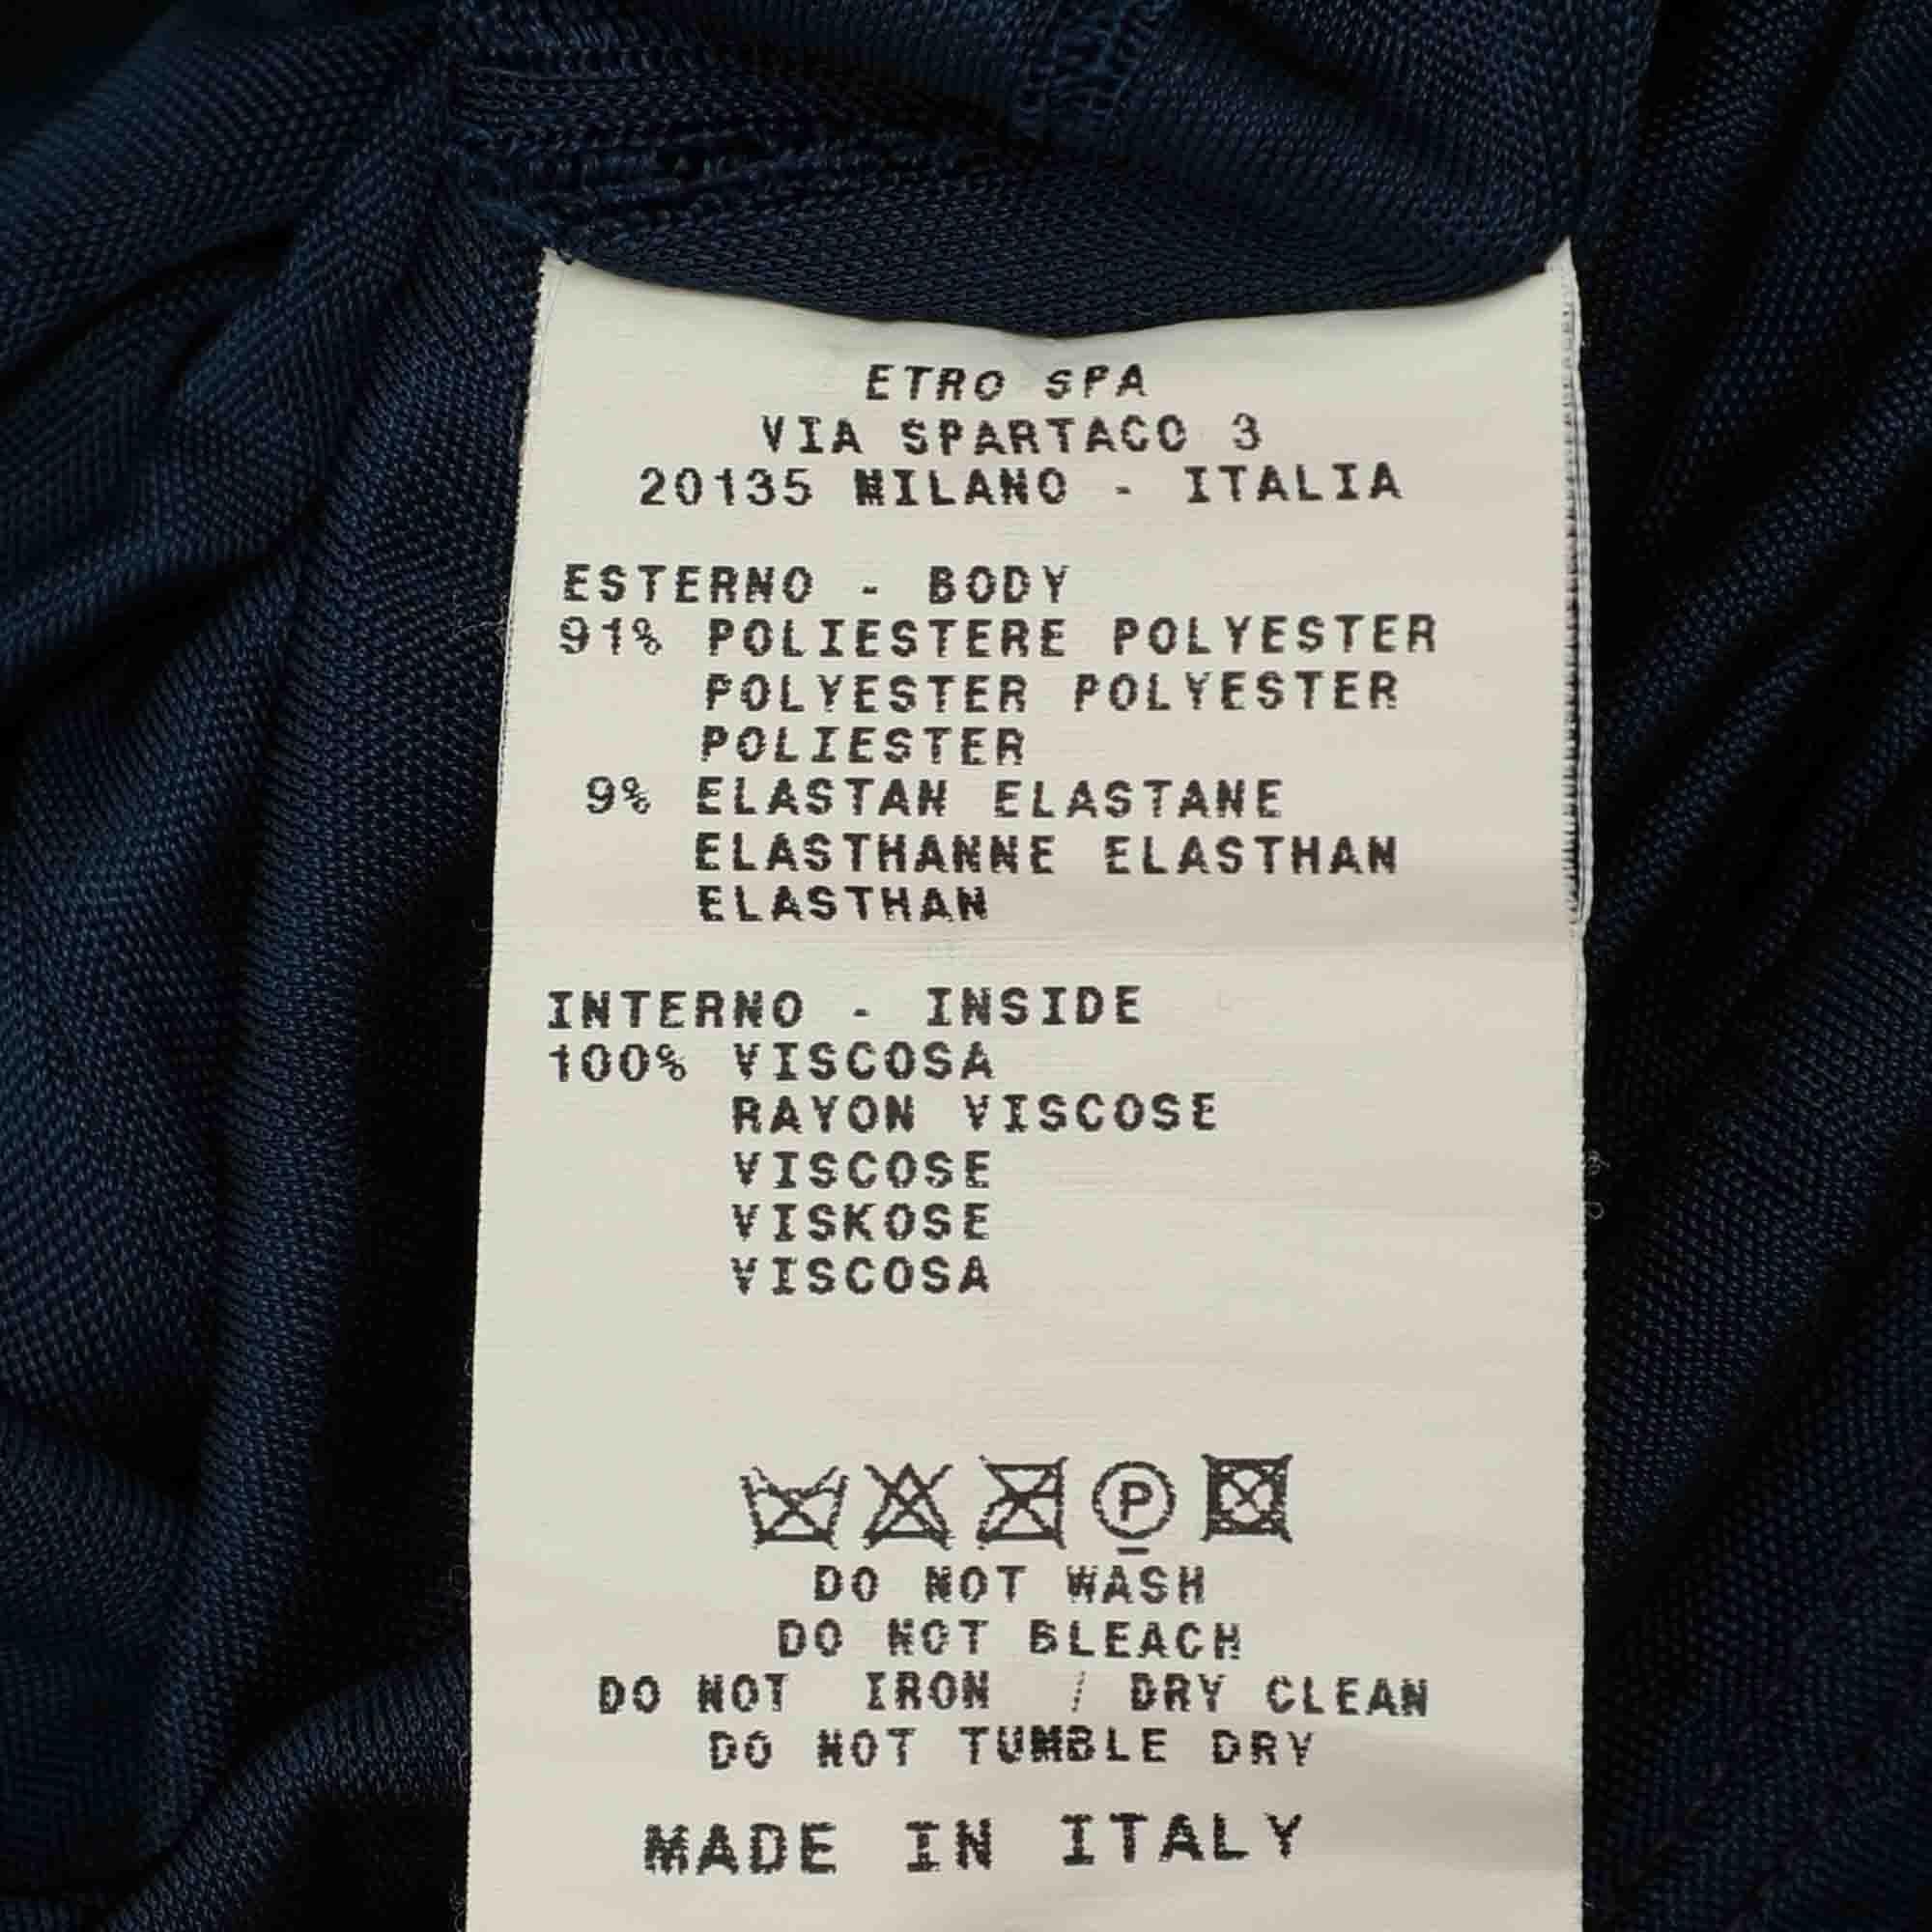 ETRO SPA
VIA SPARTACO 3
20135 MILANO - ITALIA
ESTERNO - BODY
91% POLIESTERE POLYESTER
POLYESTER POLYESTER
POLIESTER
9% ELASTAN ELASTANE
ELASTHANNE ELASTHAN
ELASTHAN
INTERNO - INSIDE
100% VISCOSA
RAYON VISCOSE
VISCOSE
VISKOSE
VISCOSA
P
DO NOT WASH
DO NOT BLEACH
DO NOT IRON / DRY CLEAN
DO NOT TUMBLE DRY
MADE IN ITALY